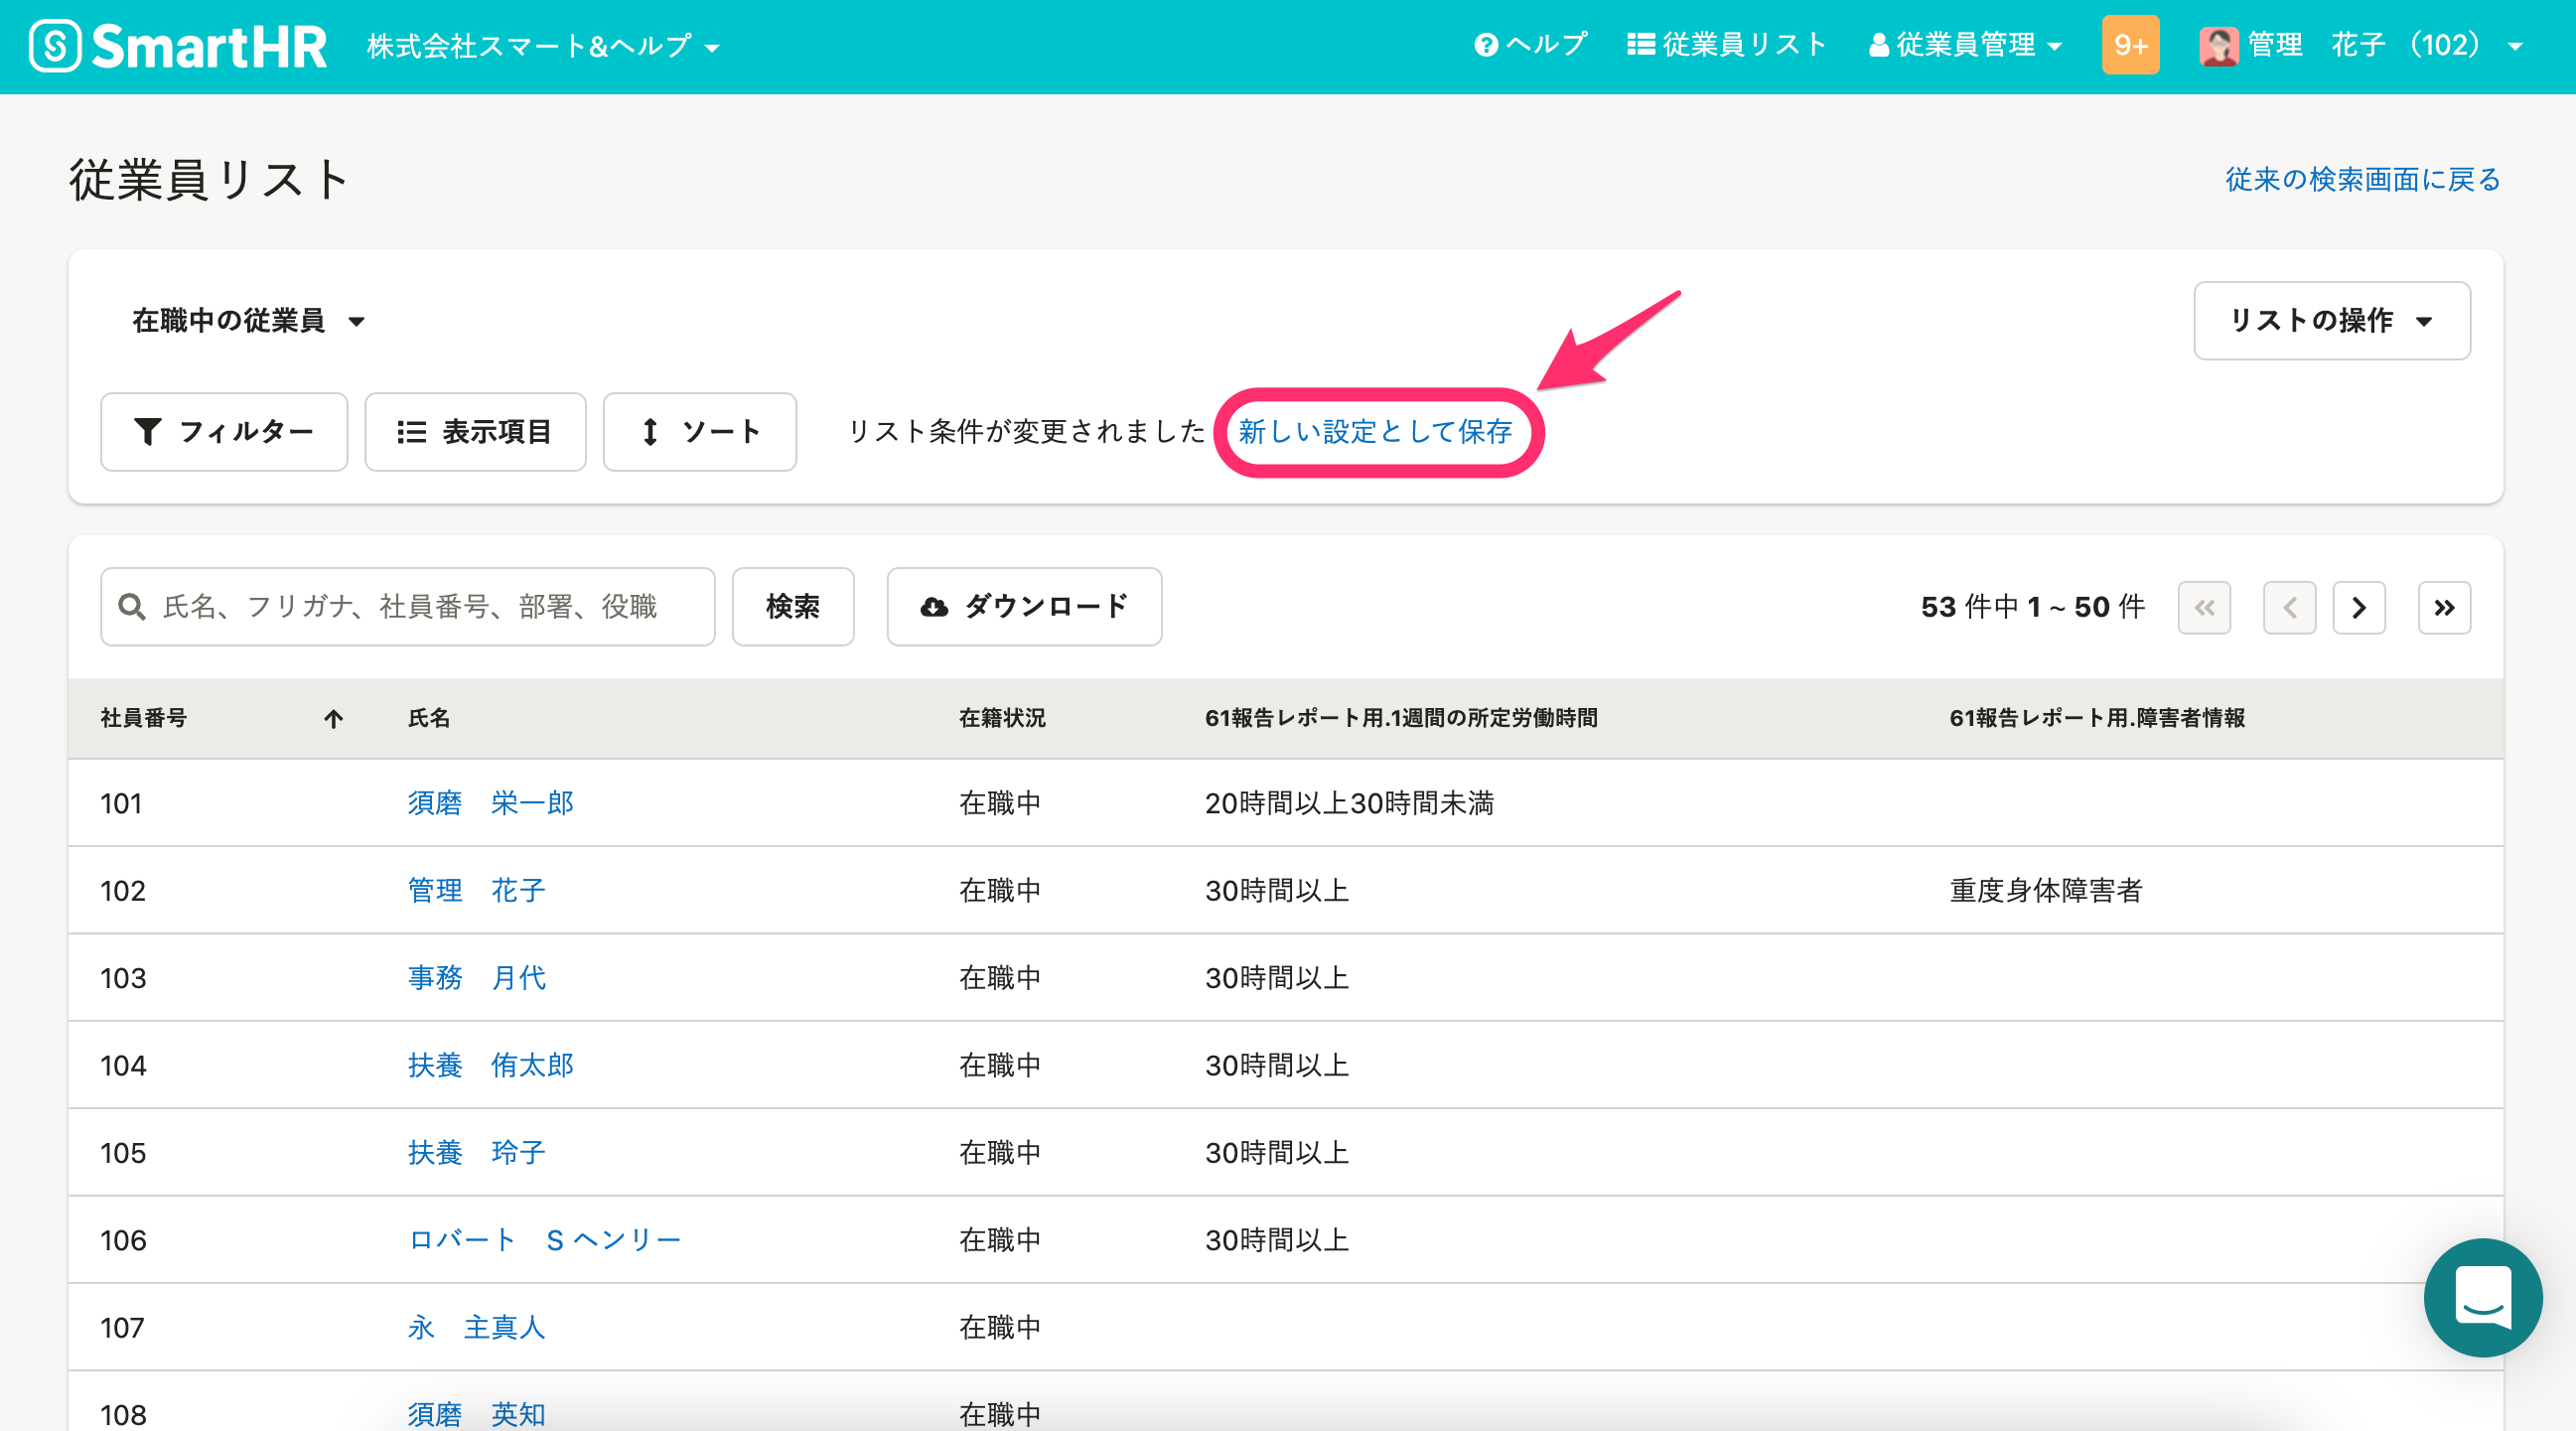 SmartHR 株式会社スマート&ヘルプ ヘルプ 従業員リスト 従業員管理 9+ 管理　花子　（102）
従業員リスト 従来の検索画面に戻る
在職中の従業員 リストの操作
フィルター 表示項目 ソート リスト条件が変更されました 新しい設定として保存
氏名、フリガナ、社員番号、部署、役職 検索 ダウンロード 53 件中 1 ~ 50 件
社員番号 氏名 在籍状況 61報告レポート用.1週間の所定労働時間 61報告レポート用.障害者情報
101 須磨　栄一郎 在職中 20時間以上30時間未満
102 管理　花子 在職中 30時間以上 重度身体障害者
103 事務　月代 在職中 30時間以上
104 扶養　侑太郎 在職中 30時間以上
105 扶養　玲子 在職中 30時間以上
106 ロバート　S ヘンリー 在職中 30時間以上
107 永　主真人 在職中
108 須磨　英知 在職中